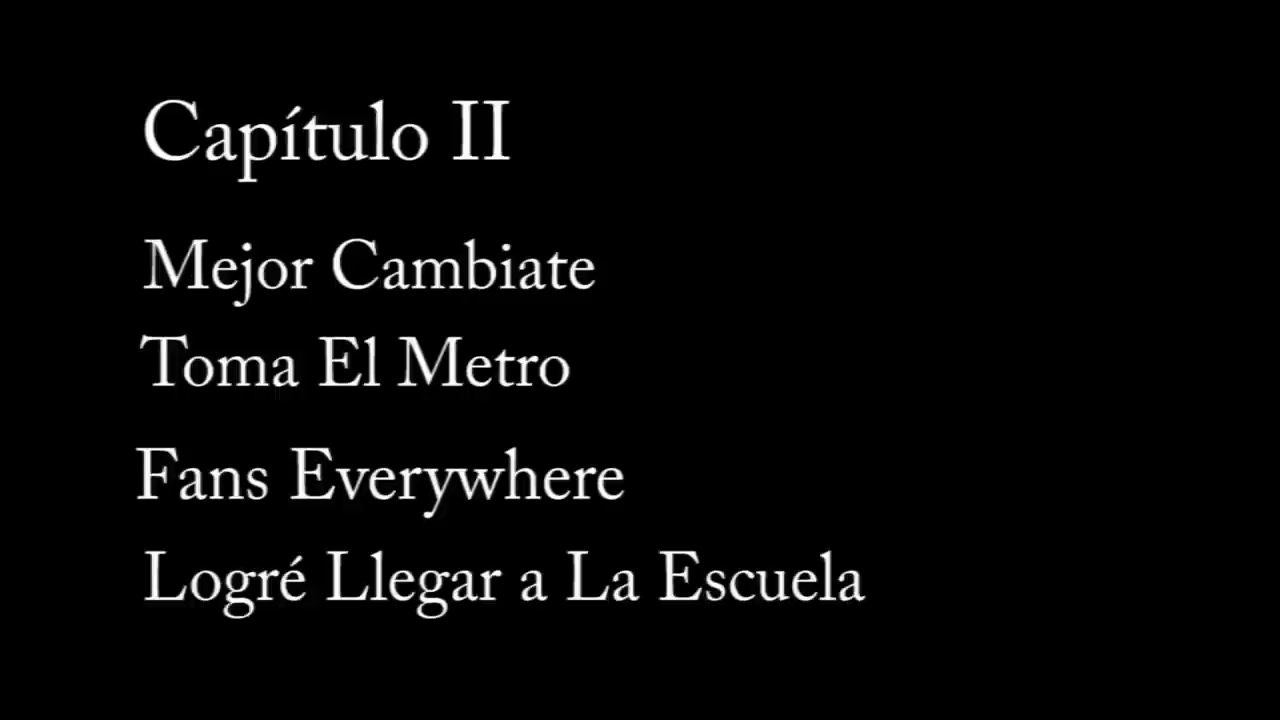 Capítulo II
Mejor Cambiate
Toma El Metro
Fans Everywhere
Logré Llegar a La Escuela